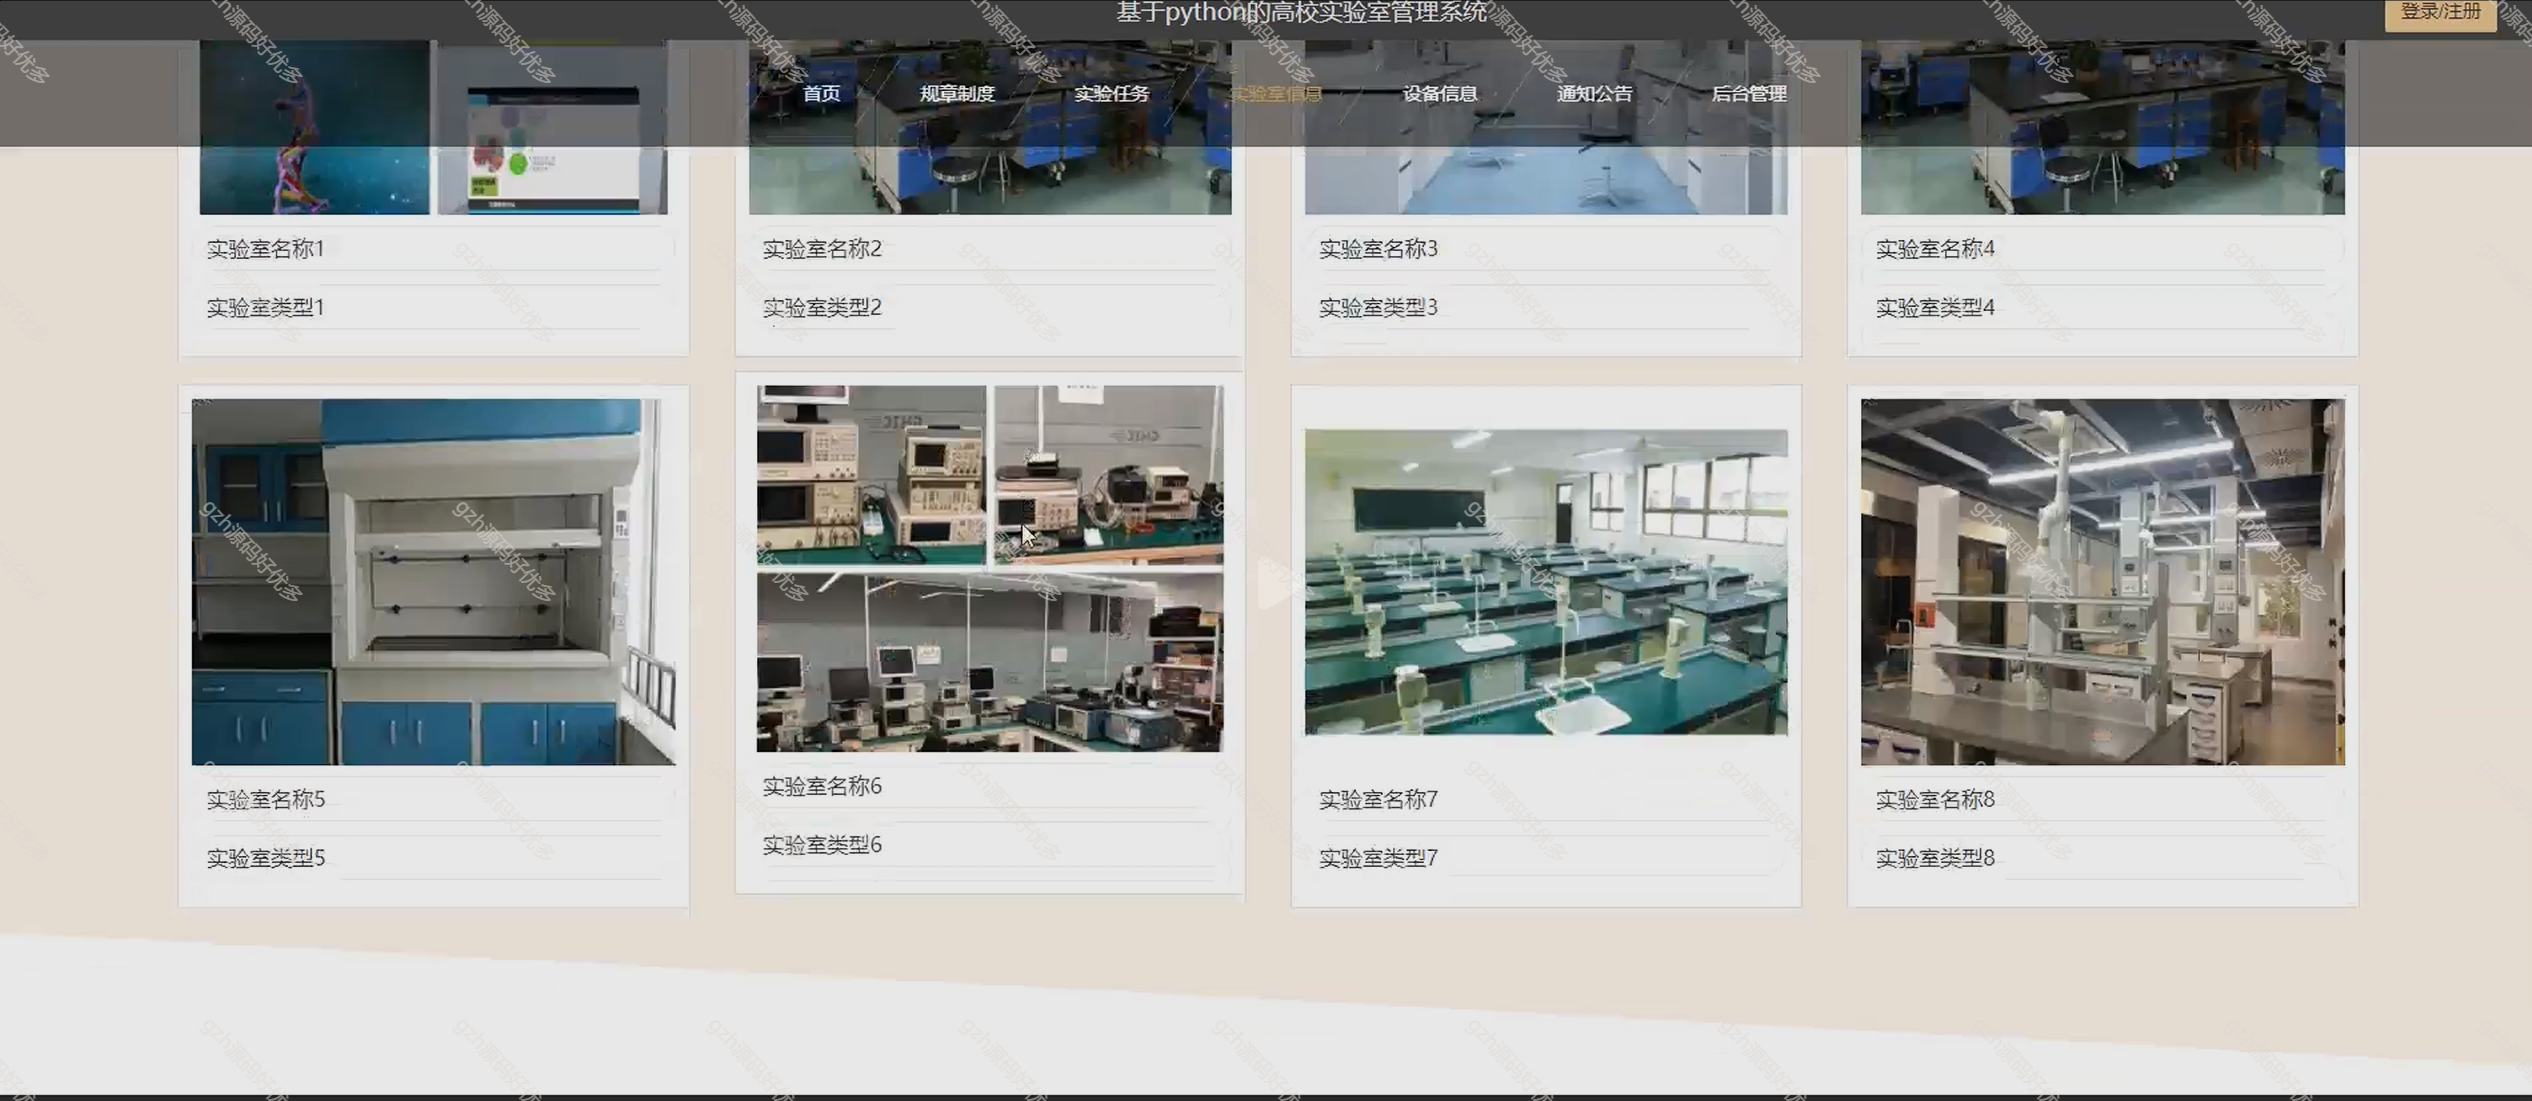 基于python的高校实验室管理系统
登录/注册
首页 规章制度 实验任务 实验室信息 设备信息 通知公告 后台管理
实验室名称1 实验室名称2 实验室名称3 实验室名称4
实验室类型1 实验室类型2 实验室类型3 实验室类型4
实验室名称5 实验室名称6 实验室名称7 实验室名称8
实验室类型5 实验室类型6 实验室类型7 实验室类型8
gzh源码好优多